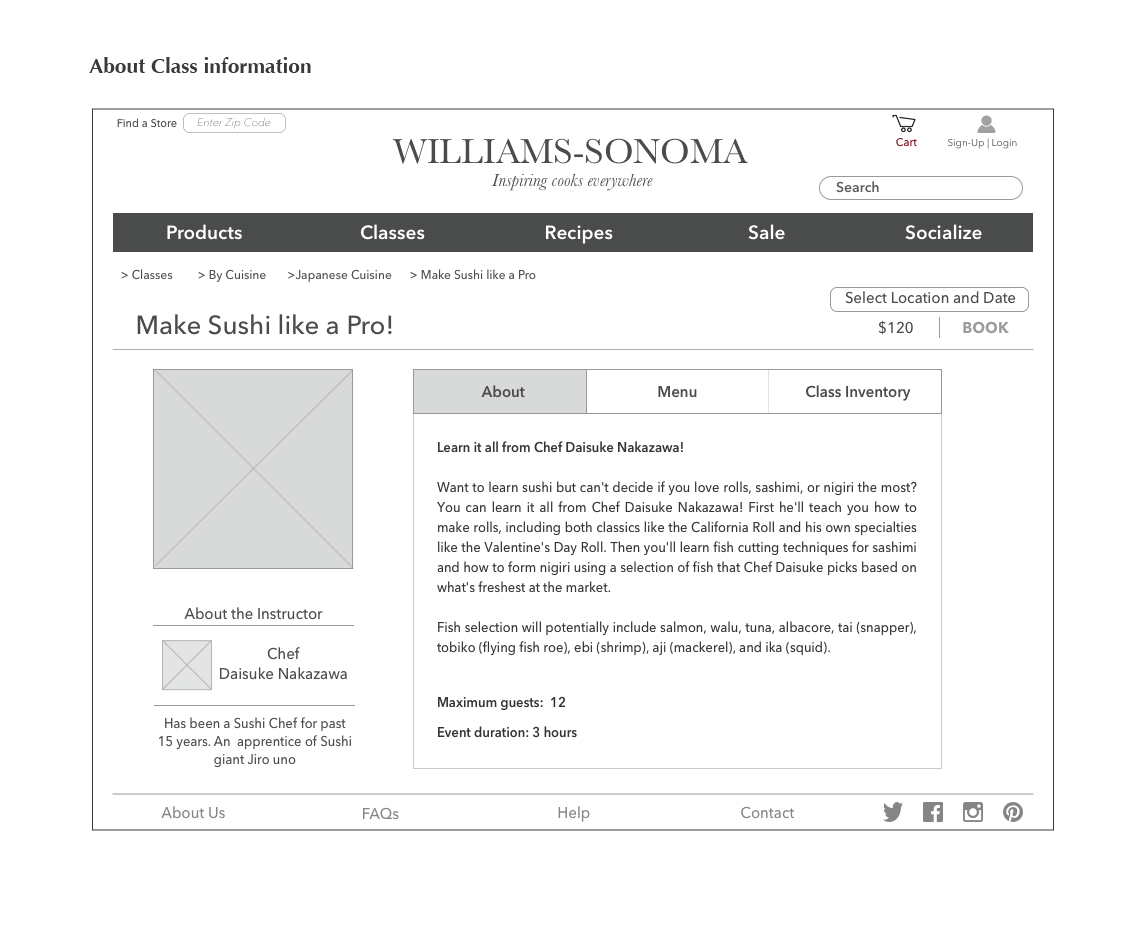 About Class information
Find a Store
Enter Zip Code
Cart
Sign-Up | Login
WILLIAMS-SONOMA
Inspiring cooks everywhere
Search
Products
Classes
Recipes
Sale
Socialize
> Classes
> By Cuisine
>Japanese Cuisine
> Make Sushi like a Pro
Select Location and Date
Make Sushi like a Pro!
$120
BOOK
About
Menu
Class Inventory
Learn it all from Chef Daisuke Nakazawa!
Want to learn sushi but can't decide if you love rolls, sashimi, or nigiri the most?
You can learn it all from Chef Daisuke Nakazawa! First he'll teach you how to
make rolls, including both classics like the California Roll and his own specialties
like the Valentine's Day Roll. Then you'll learn fish cutting techniques for sashimi
and how to form nigiri using a selection of fish that Chef Daisuke picks based on
what's freshest at the market.
Fish selection will potentially include salmon, walu, tuna, albacore, tai (snapper),
tobiko (flying fish roe), ebi (shrimp), aji (mackerel), and ika (squid).
Maximum guests:  12
Event duration: 3 hours
About the Instructor
Chef
Daisuke Nakazawa
Has been a Sushi Chef for past
15 years. An  apprentice of Sushi
giant Jiro uno
About Us
FAQs
Help
Contact